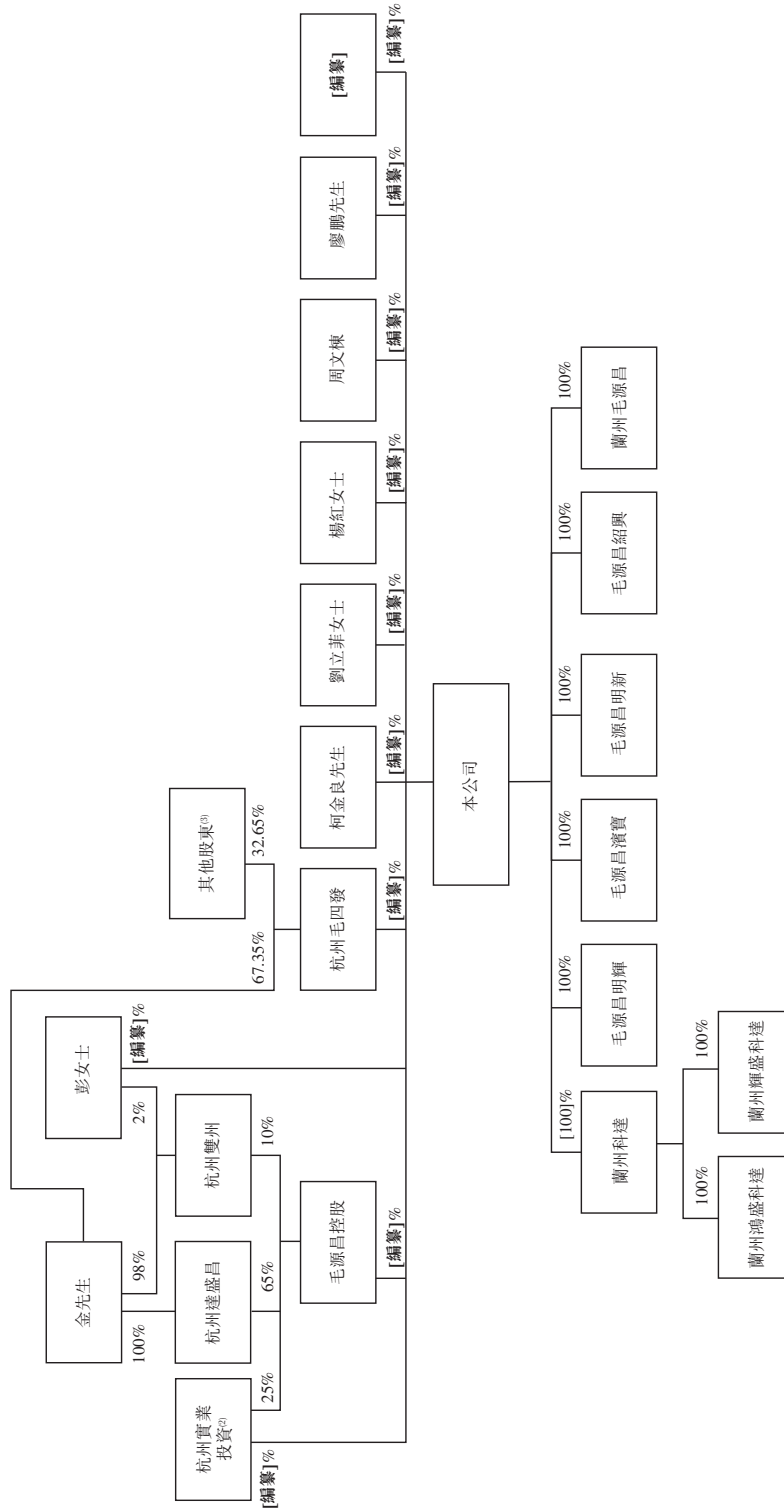 金先生
彭女士
100%
98%
2%
[編纂]%
其他股東(3)
67.35%
32.65%
杭州實業
投資(2)
杭州達盛昌
杭州雙州
[編纂]%
25%
65%
10%
毛源昌控股
杭州毛四發
柯金良先生
劉立菲女士
楊紅女士
周文棟
廖鵬先生
[編纂]
[編纂]%
[編纂]%
[編纂]%
[編纂]%
[編纂]%
[編纂]%
[編纂]%
[編纂]%
本公司
[100]%
100%
100%
100%
100%
100%
蘭州科達
毛源昌明輝
毛源昌濱寶
毛源昌明新
毛源昌紹興
蘭州毛源昌
100%
100%
蘭州鴻盛科達
蘭州輝盛科達